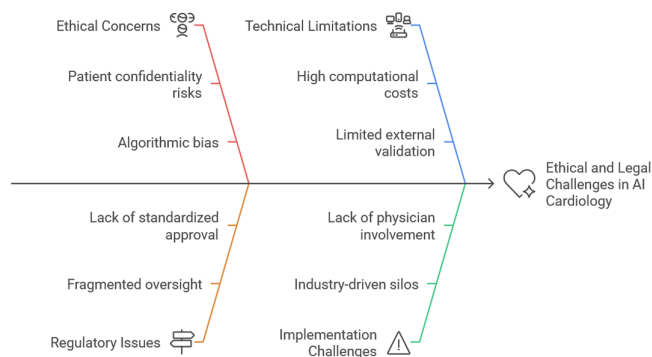 Ethical Concerns
Technical Limitations
Patient confidentiality
risks
High computational
costs
Algorithmic bias
Limited external
validation
Ethical and Legal
Challenges in AI
Cardiology
Lack of standardized
approval
Lack of physician
involvement
Fragmented oversight
Industry-driven silos
Regulatory Issues
Implementation
Challenges